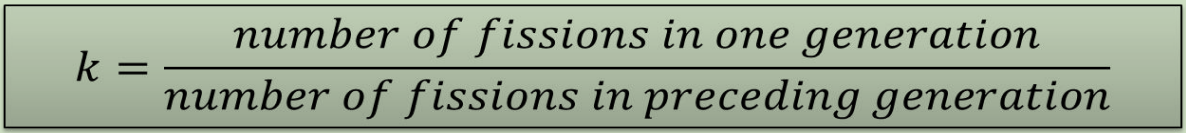 k = number of fissions in one generation
number of fissions in preceding generation